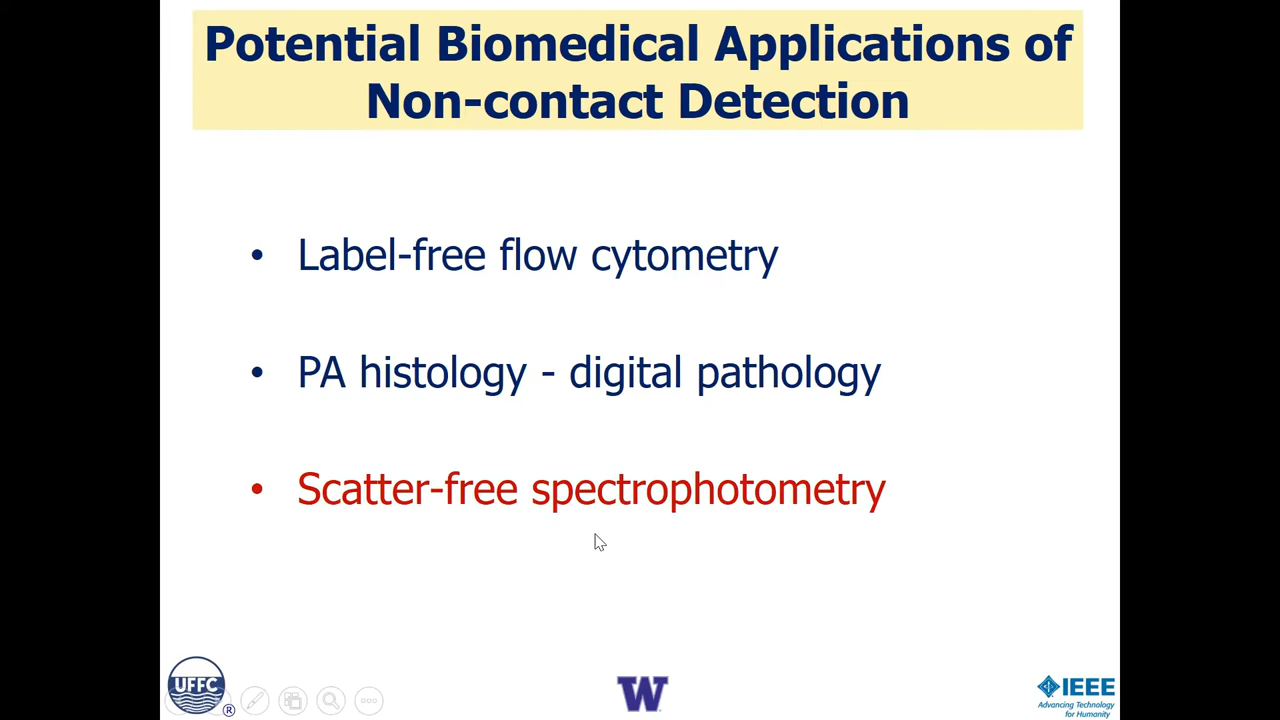 Potential Biomedical Applications of
Non-contact Detection
• Label-free flow cytometry
• PA histology - digital pathology
• Scatter-free spectrophotometry
UFFC
®
W
IEEE
Advancing Technology
for Humanity